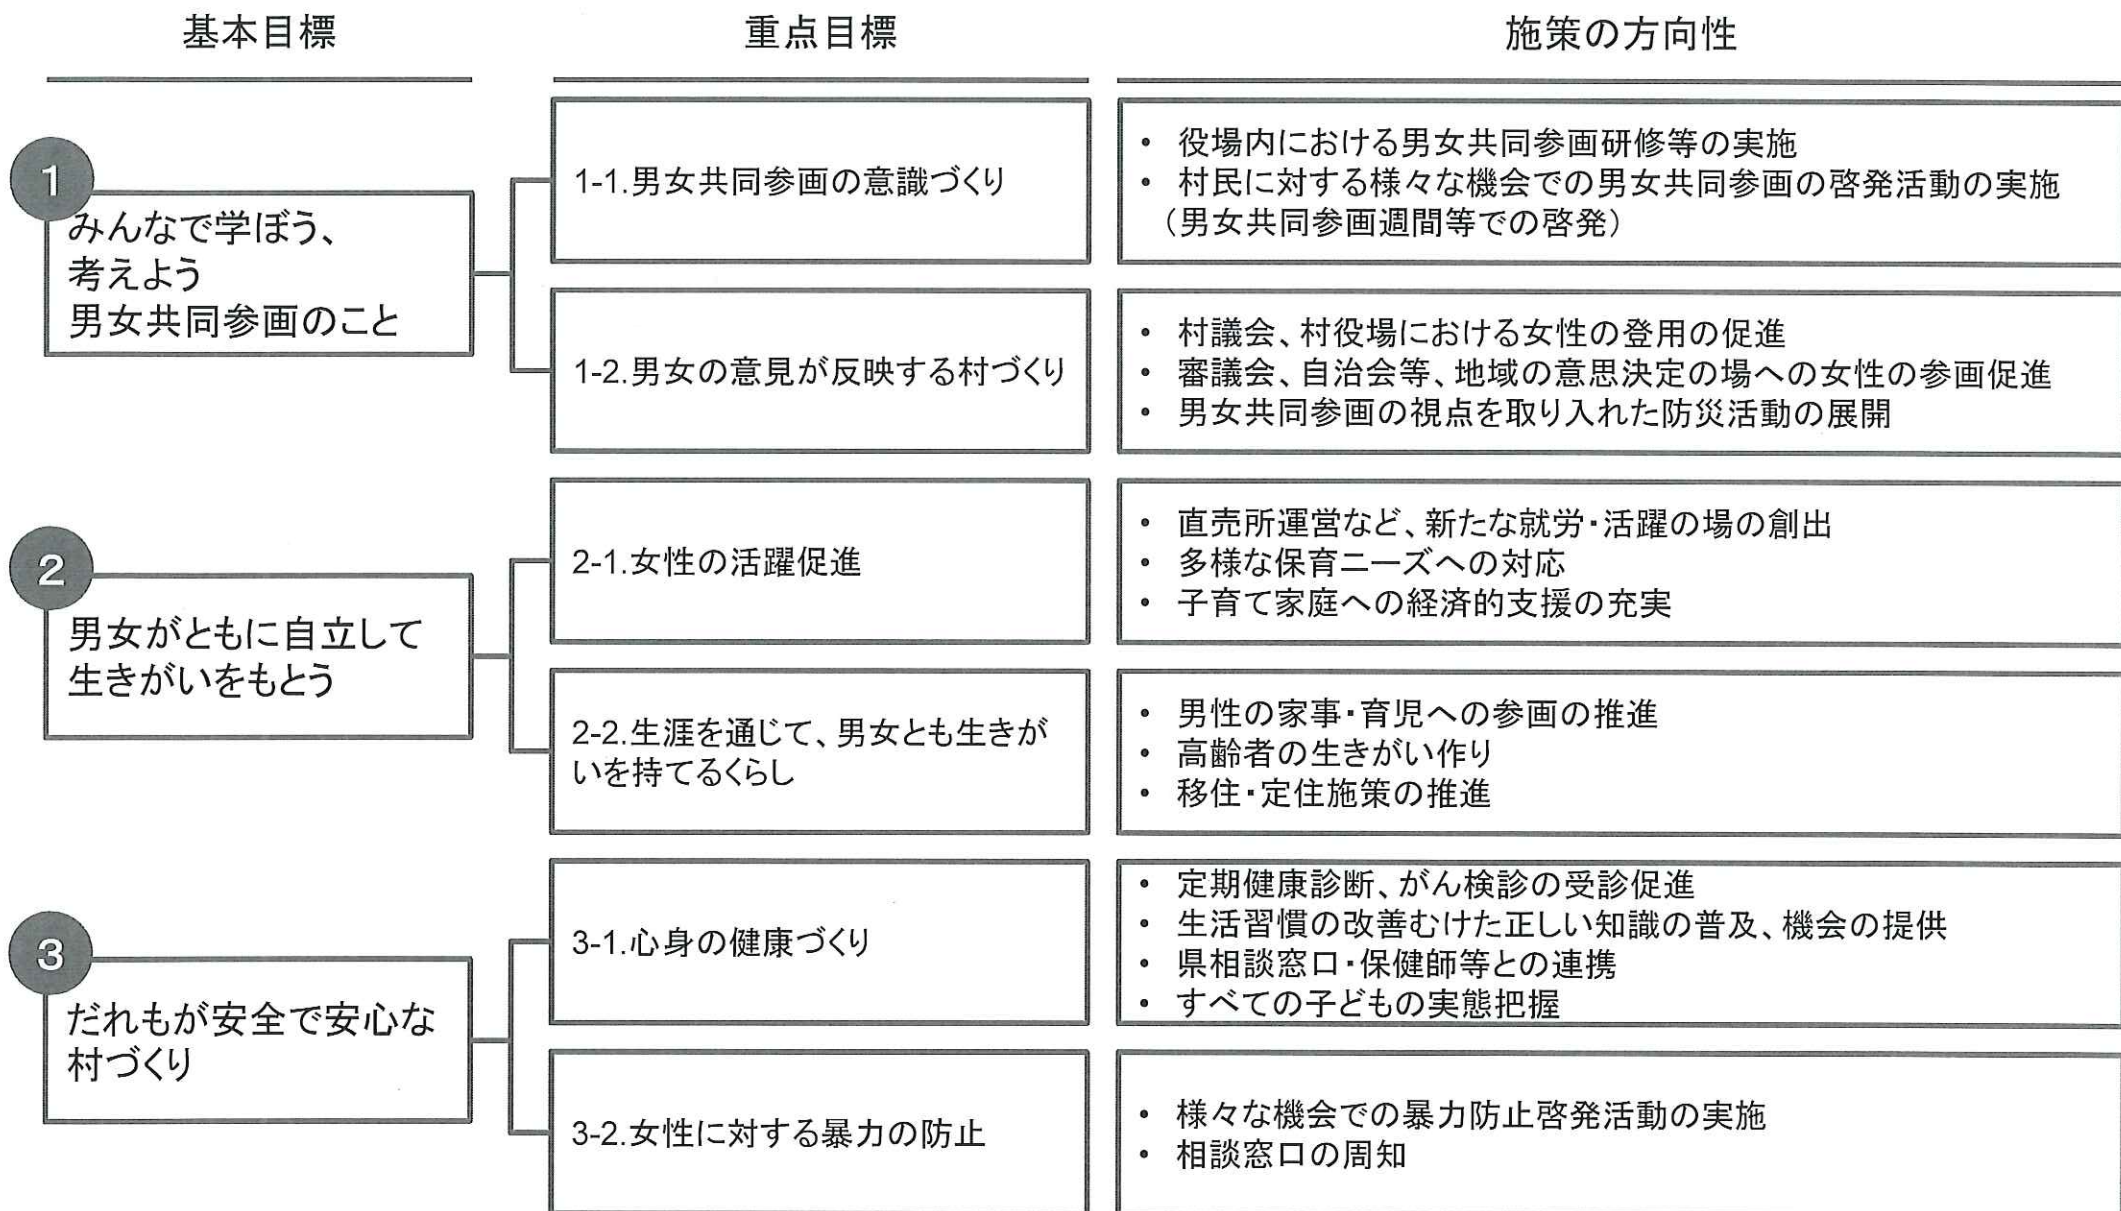 基本目標
重点目標
施策の方向性
1
みんなで学ぼう、
考えよう
男女共同参画のこと
1-1.男女共同参画の意識づくり
• 役場内における男女共同参画研修等の実施
• 村民に対する様々な機会での男女共同参画の啓発活動の実施
（男女共同参画週間等での啓発）
1-2.男女の意見が反映する村づくり
• 村議会、村役場における女性の登用の促進
• 審議会、自治会等、地域の意思決定の場への女性の参画促進
• 男女共同参画の視点を取り入れた防災活動の展開
2
男女がともに自立して
生きがいをもとう
2-1.女性の活躍促進
• 直売所運営など、新たな就労・活躍の場の創出
• 多様な保育ニーズへの対応
• 子育て家庭への経済的支援の充実
2-2.生涯を通じて、男女とも生きが
いを持てるくらし
• 男性の家事・育児への参画の推進
• 高齢者の生きがい作り
• 移住・定住施策の推進
3
だれもが安全で安心な
村づくり
3-1.心身の健康づくり
• 定期健康診断、がん検診の受診促進
• 生活習慣の改善むけた正しい知識の普及、機会の提供
• 県相談窓口・保健師等との連携
• すべての子どもの実態把握
3-2.女性に対する暴力の防止
• 様々な機会での暴力防止啓発活動の実施
• 相談窓口の周知